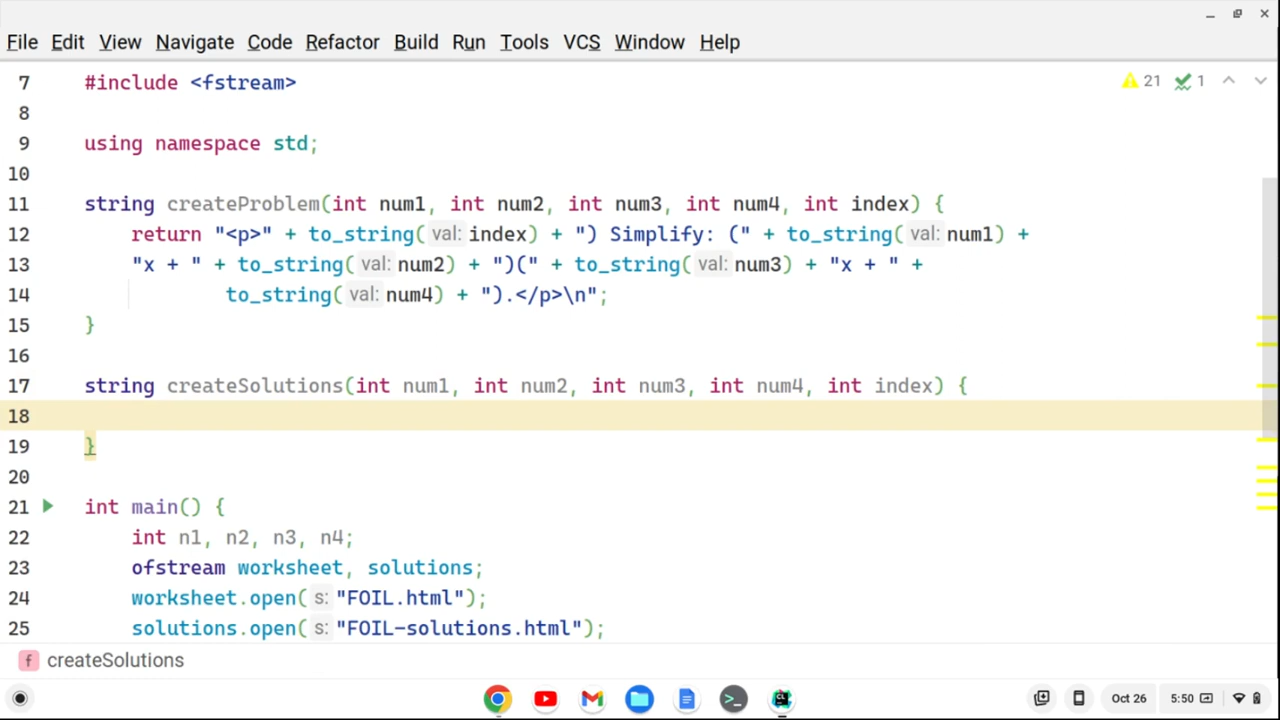 File Edit View Navigate Code Refactor Build Run Tools VCS Window Help
7 #include <fstream>
21 1
8
9 using namespace std;
10
11 string createProblem(int num1, int num2, int num3, int num4, int index) {
12 return "<p>" + to_string( val: index) + ") Simplify: (" + to_string( val: num1) +
13 "x + " + to_string( val: num2) + ")(" + to_string( val: num3) + "x + " +
14 to_string( val: num4) + ").</p>\n";
15 }
16
17 string createSolutions(int num1, int num2, int num3, int num4, int index) {
18
19 }
20
21 int main() {
22 int n1, n2, n3, n4;
23 ofstream worksheet, solutions;
24 worksheet.open( s: "FOIL.html");
25 solutions.open( s: "FOIL-solutions.html");
f createSolutions
Oct 26 5:50